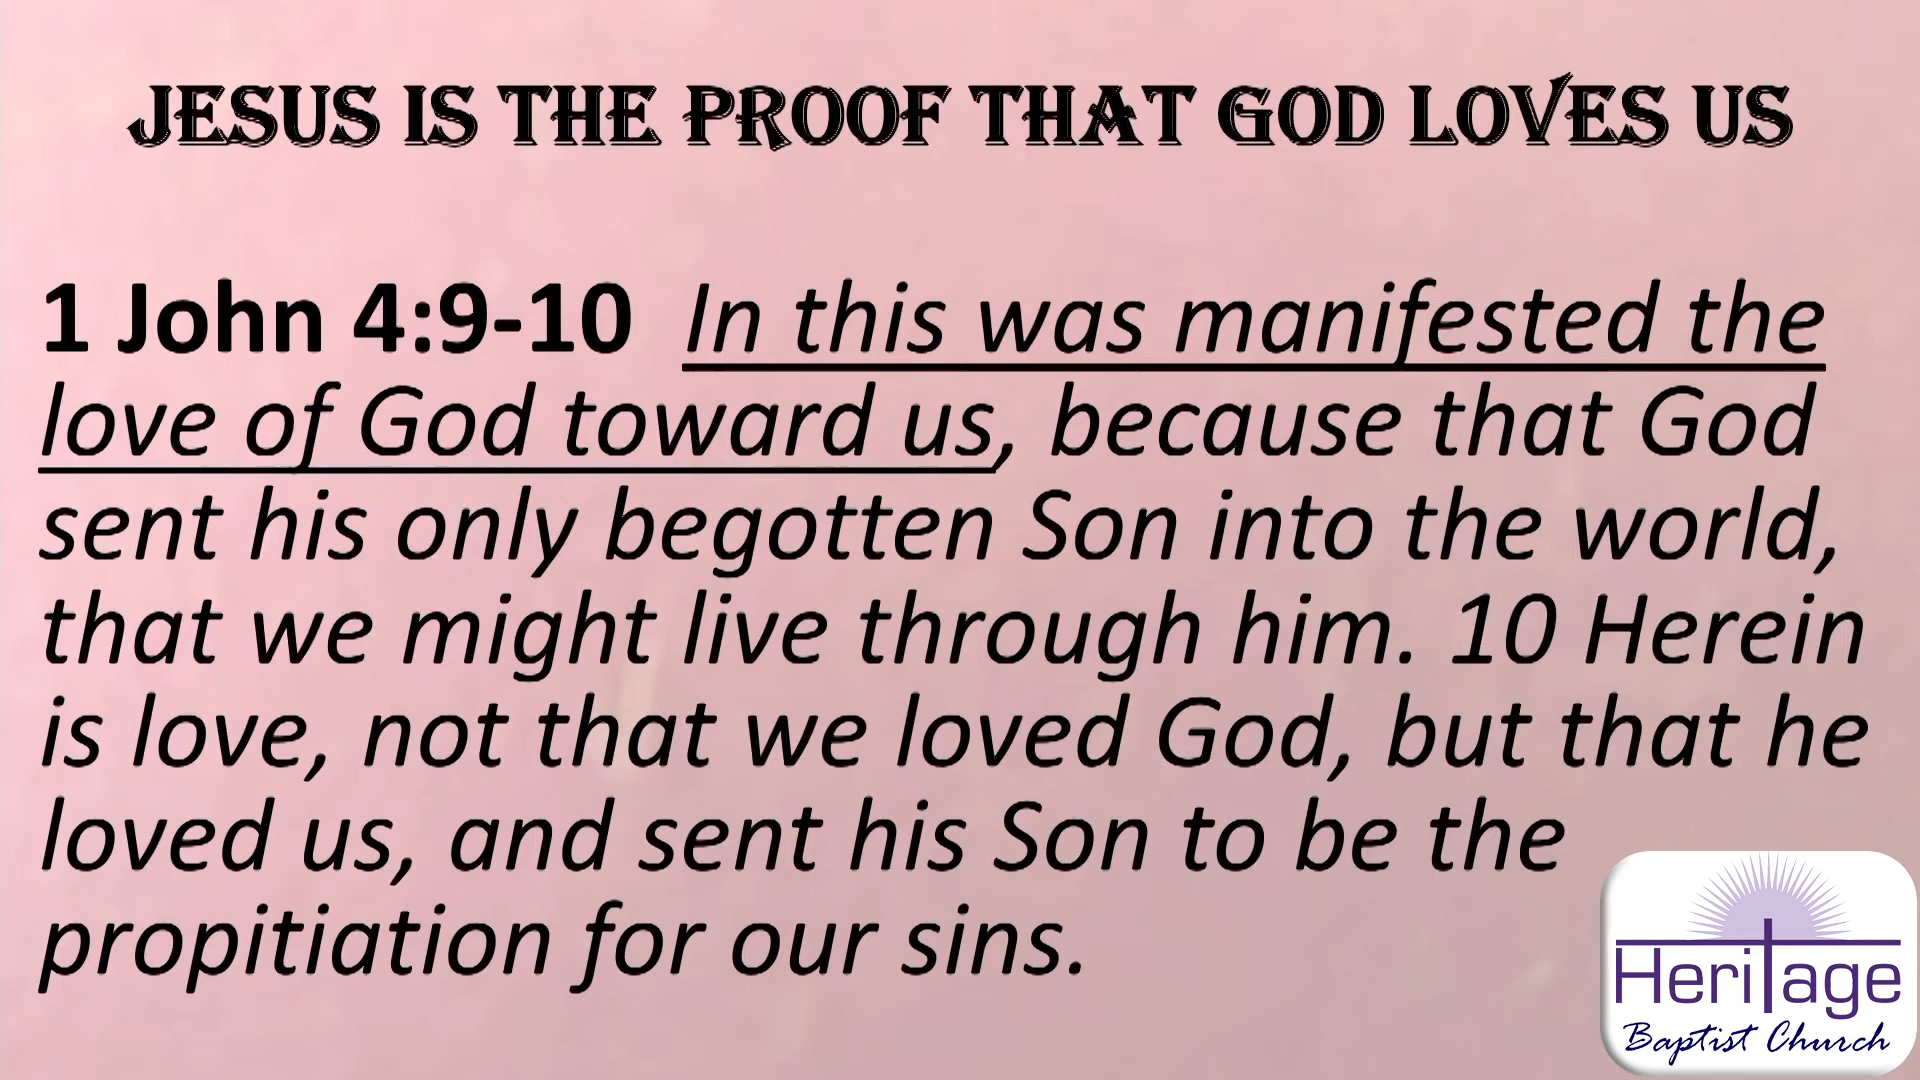 JESUS IS THE PROOF THAT GOD LOVES US
1 John 4:9-10 In this was manifested the
love of God toward us, because that God
sent his only begotten Son into the world,
that we might live through him. 10 Herein
is love, not that we loved God, but that he
loved us, and sent his Son to be the
propitiation for our sins.
Heritage
Baptist Church